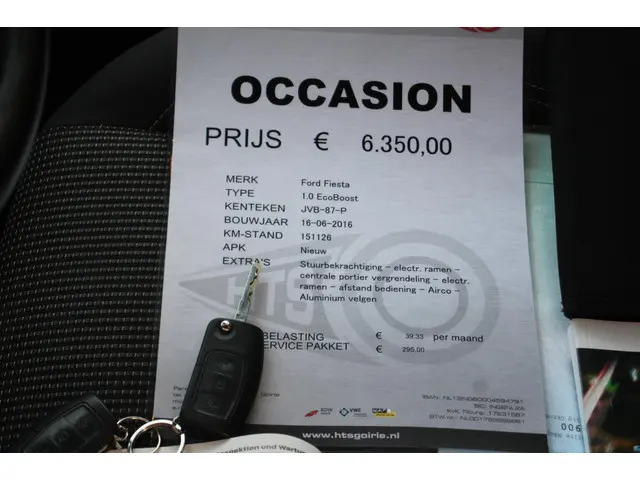 OCCASION
PRIJS € 6.350,00
MERK Ford Fiesta
TYPE 1.0 EcoBoost
KENTEKEN JVB-87-P
BOUWJAAR 16-06-2016
KM-STAND 151126
APK Nieuw
EXTRA'S Stuurbekrachtiging - electr. ramen -
centrale portier vergrendeling - electr.
ramen - afstand bediening - Airco -
Aluminium velgen
HTS
BELASTING € 39.33 per maand
SERVICE PAKKET € 295,00
www.htsgoirle.nl